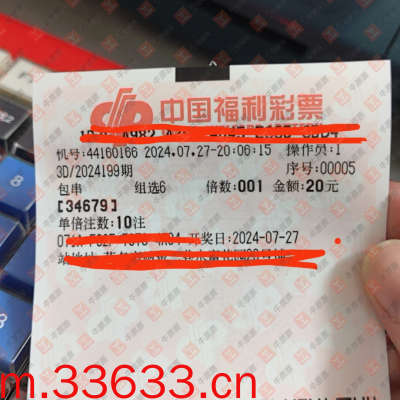 中国福利彩票
机号:44160166 2024.07.27-20:06:15 操作员:1
3D/2024199期 序号:00005
包串 组选6 倍数:001 金额:20元
[34679]
单倍注数:10注
开奖日:2024-07-27
m.33633.cn
8